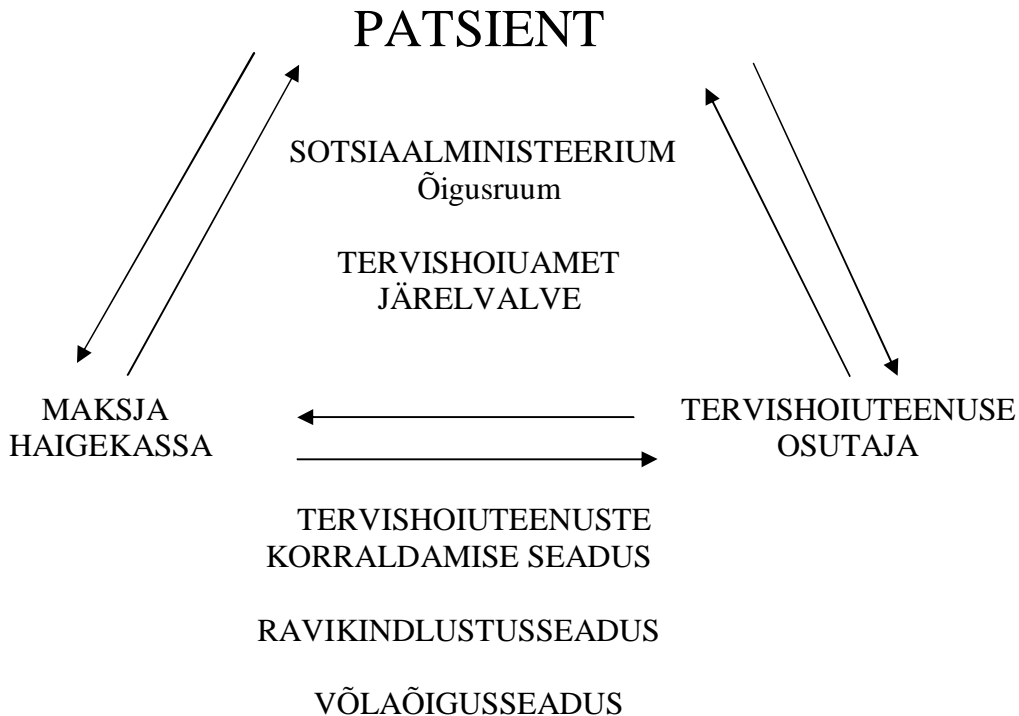 PATSIENT
SOTSIAALMINISTEERIUM
Õigusruum
TERVISHOIUAMET
JÄRELVALVE
MAKSJA
HAIGEKASSA
TERVISHOIUTEENUSE
OSUTAJA
TERVISHOIUTEENUSTE
KORRALDAMISE SEADUS
RAVIKINDLUSTUSSEADUS
VÕLAÕIGUSSEADUS